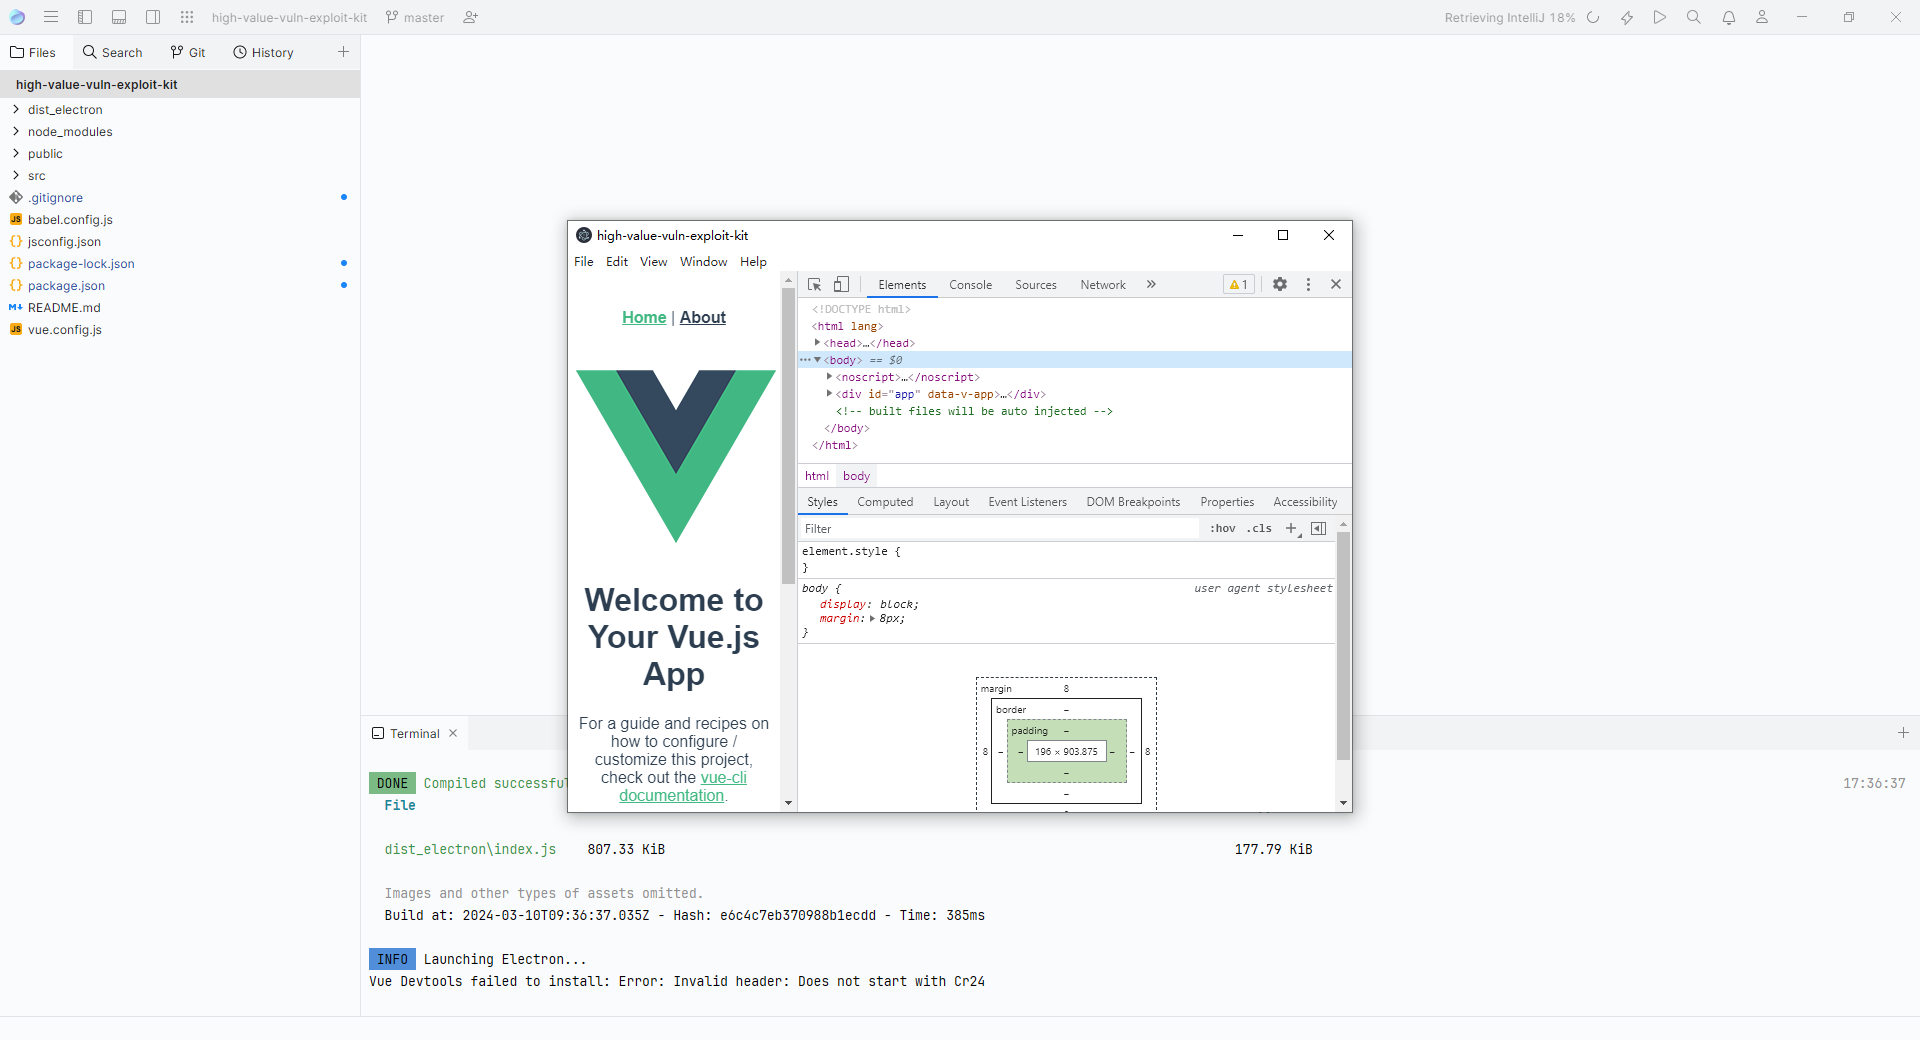 high-value-vuln-exploit-kit master Retrieving IntelliJ 18%
Files Search Git History
high-value-vuln-exploit-kit
dist_electron
node_modules
public
src
.gitignore
JS babel.config.js
{} jsconfig.json
{} package-lock.json
{} package.json
M↓ README.md
JS vue.config.js
high-value-vuln-exploit-kit
File Edit View Window Help
Home | About
Welcome to
Your Vue.js
App
For a guide and recipes on
how to configure /
customize this project,
check out the vue-cli
documentation.
Elements Console Sources Network » 1
<!DOCTYPE html>
<html lang>
<head>…</head>
<body> == $0
<noscript>…</noscript>
<div id="app" data-v-app>…</div>
<!-- built files will be auto injected -->
</body>
</html>
html body
Styles Computed Layout Event Listeners DOM Breakpoints Properties Accessibility
Filter :hov .cls +
element.style {
}
body { user agent stylesheet
display: block;
margin: 8px;
}
margin 8
border –
padding –
8 – – 196 × 903.875 – – 8
–
–
Terminal
DONE Compiled successfu 17:36:37
File
dist_electron\index.js 807.33 KiB 177.79 KiB
Images and other types of assets omitted.
Build at: 2024-03-10T09:36:37.035Z - Hash: e6c4c7eb370988b1ecdd - Time: 385ms
INFO Launching Electron...
Vue Devtools failed to install: Error: Invalid header: Does not start with Cr24